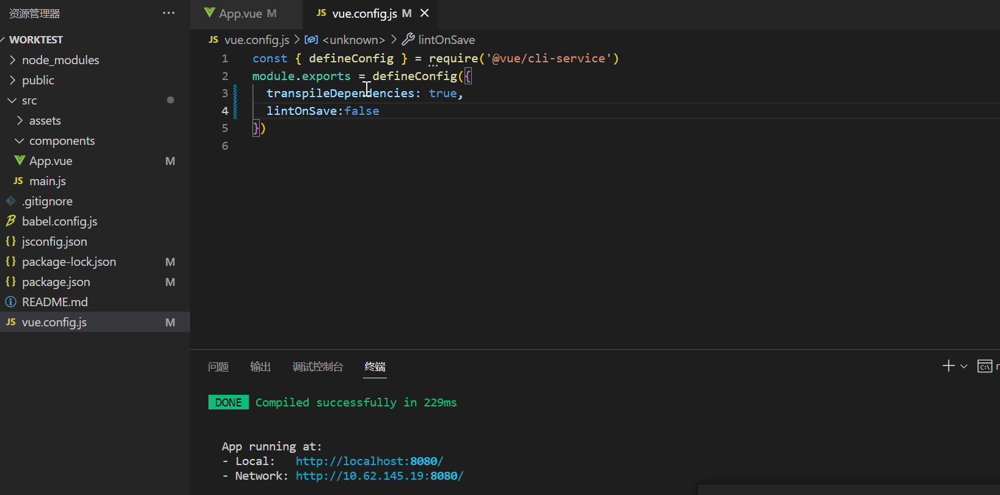 资源管理器 ···
WORKTEST
node_modules
public
src
assets
components
App.vue M
JS main.js
.gitignore
babel.config.js
{} jsconfig.json
{} package-lock.json M
{} package.json M
README.md
JS vue.config.js M
App.vue M JS vue.config.js M
JS vue.config.js > <unknown> > lintOnSave
1 const { defineConfig } = require('@vue/cli-service')
2 module.exports = defineConfig({
3 transpileDependencies: true,
4 lintOnSave:false
5 })
6
问题 输出 调试控制台 终端
DONE Compiled successfully in 229ms
App running at:
- Local: http://localhost:8080/
- Network: http://10.62.145.19:8080/